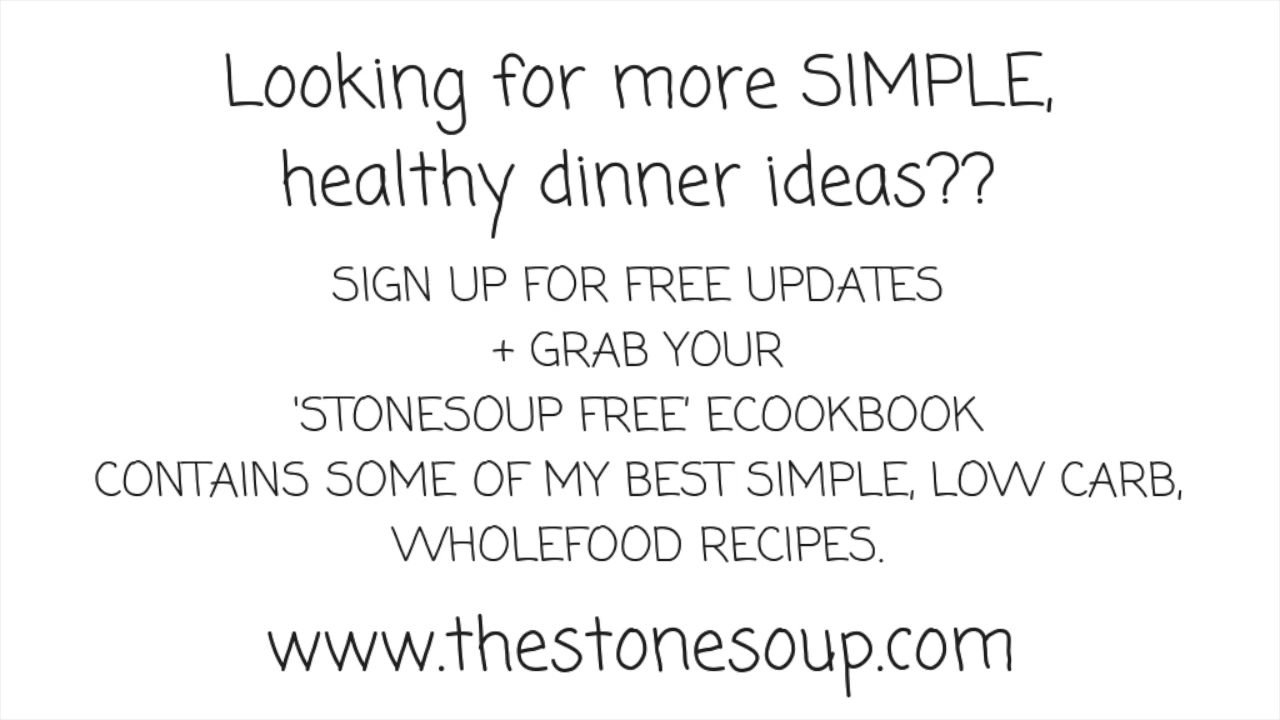 Looking for more SIMPLE,
healthy dinner ideas??
SIGN UP FOR FREE UPDATES
+ GRAB YOUR
'STONESOUP FREE' ECOOKBOOK
CONTAINS SOME OF MY BEST SIMPLE, LOW CARB,
WHOLEFOOD RECIPES.
www.thestonesoup.com